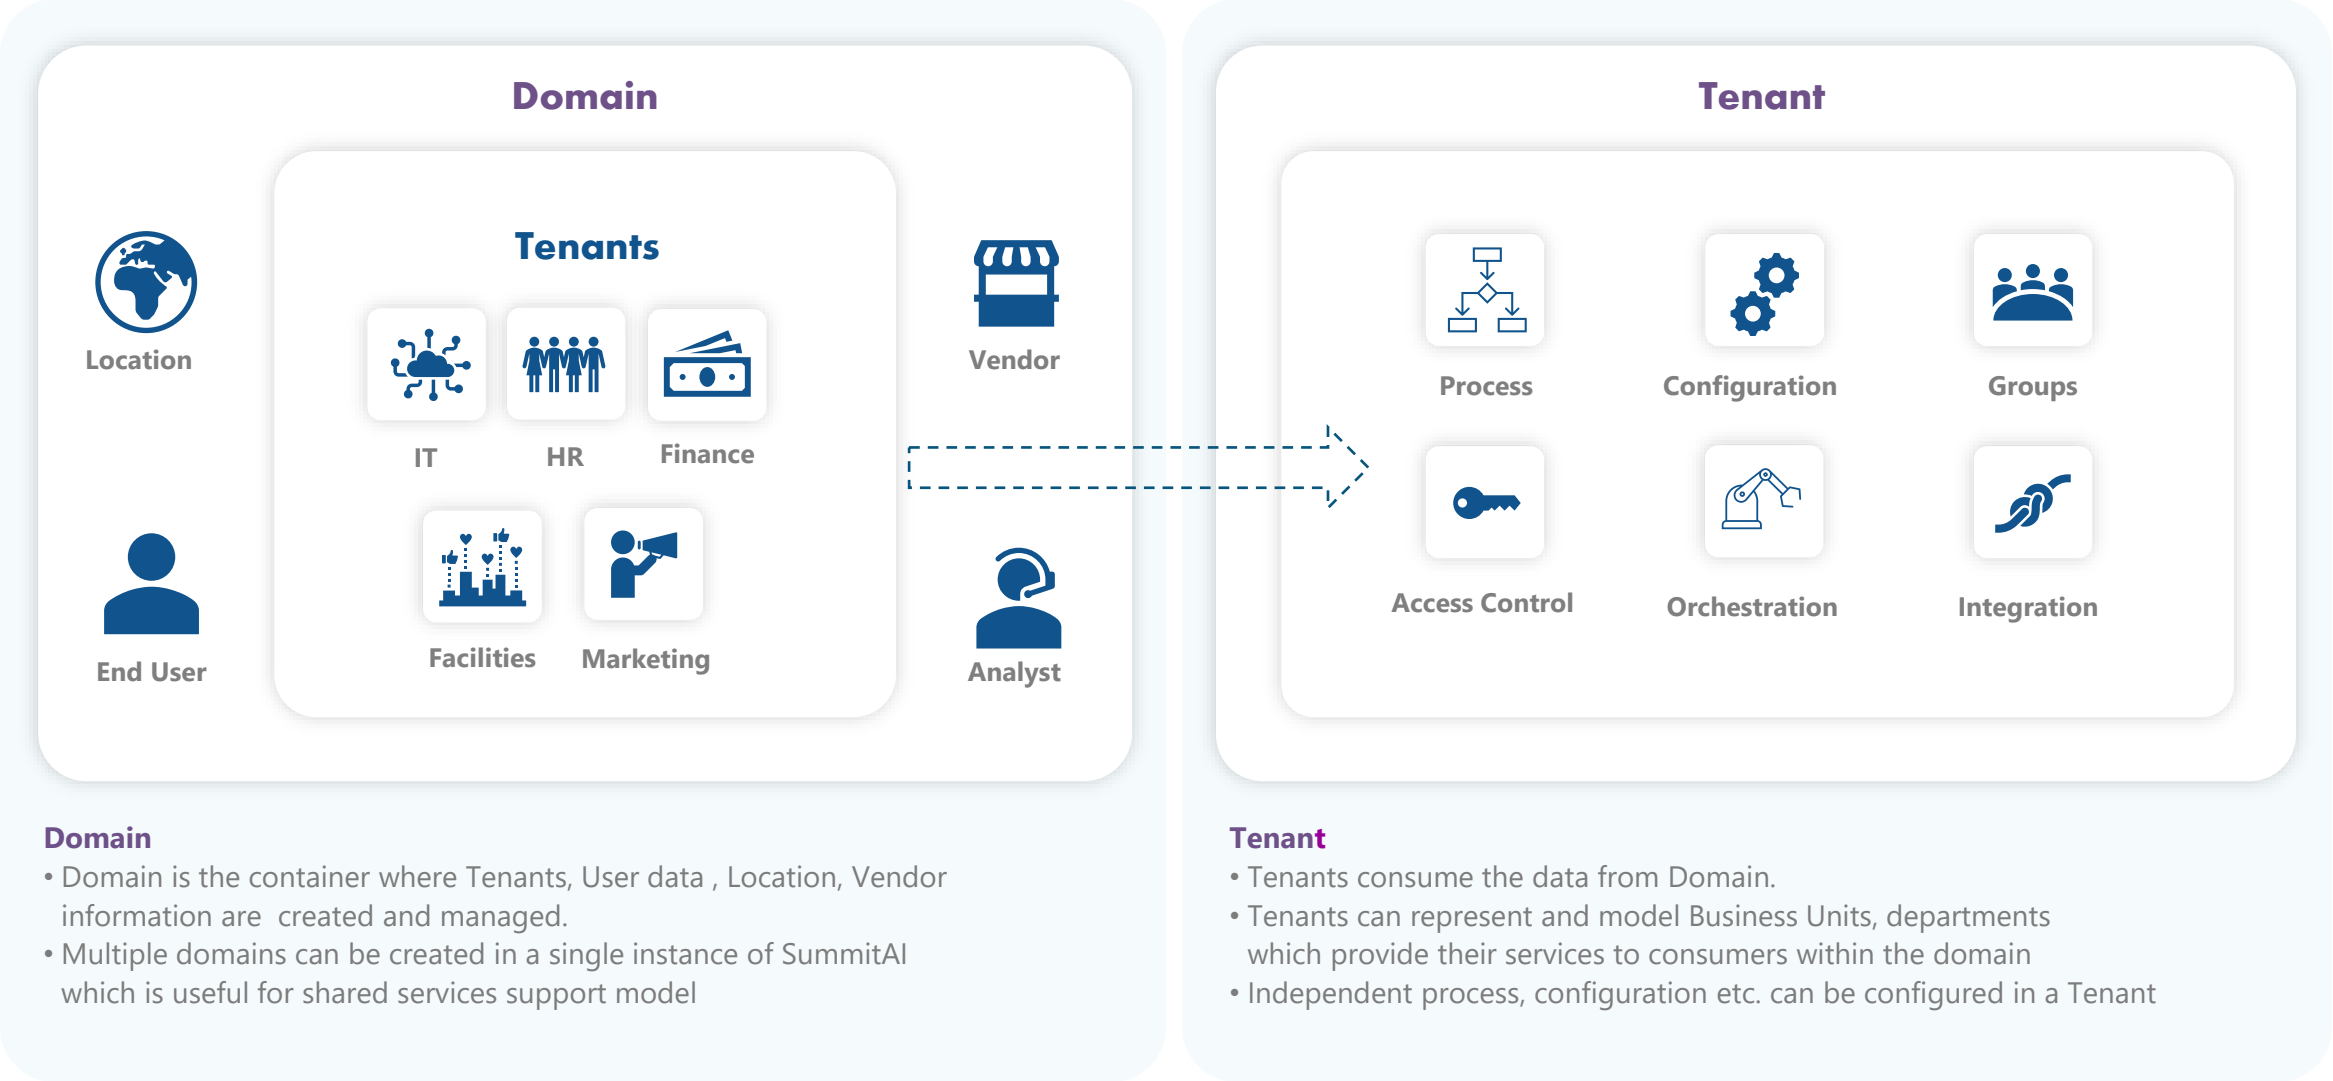 Domain
Tenants
Location
Vendor
IT
HR
Finance
End User
Facilities
Marketing
Analyst
Tenant
Process
Configuration
Groups
Access Control
Orchestration
Integration
Domain
• Domain is the container where Tenants, User data , Location, Vendor
information are  created and managed.
• Multiple domains can be created in a single instance of SummitAI
which is useful for shared services support model
Tenant
• Tenants consume the data from Domain.
• Tenants can represent and model Business Units, departments
which provide their services to consumers within the domain
• Independent process, configuration etc. can be configured in a Tenant